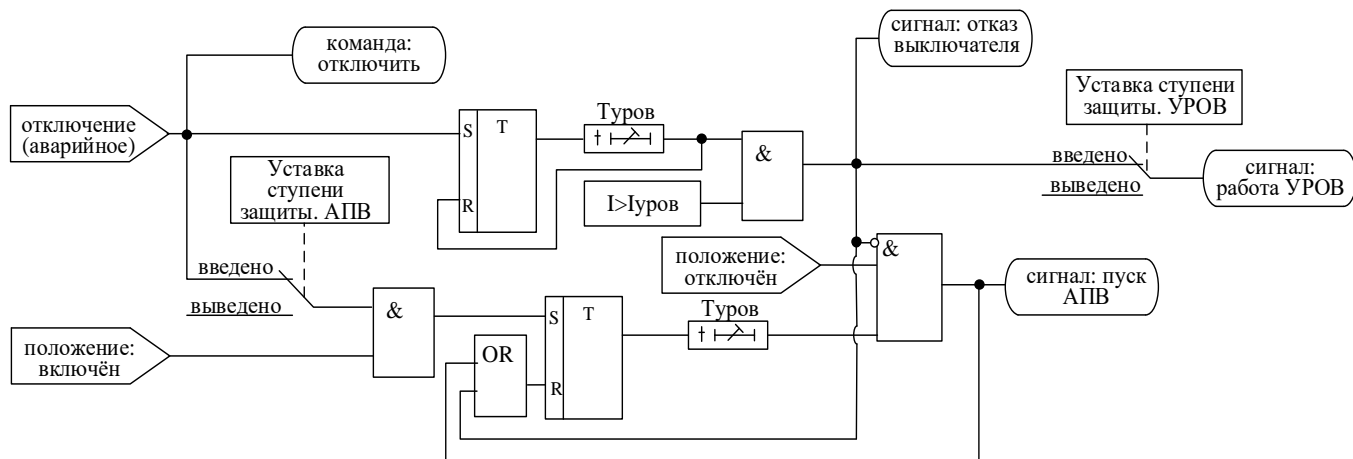 команда:
отключить
сигнал: отказ
выключателя
отключение
(аварийное)
S
T
R
Туров
&
I>Iуров
Уставка ступени
защиты. УРОВ
введено
выведено
сигнал:
работа УРОВ
Уставка
ступени
защиты. АПВ
введено
выведено
положение:
включён
&
OR
S
T
R
Туров
положение:
отключён
&
сигнал: пуск
АПВ